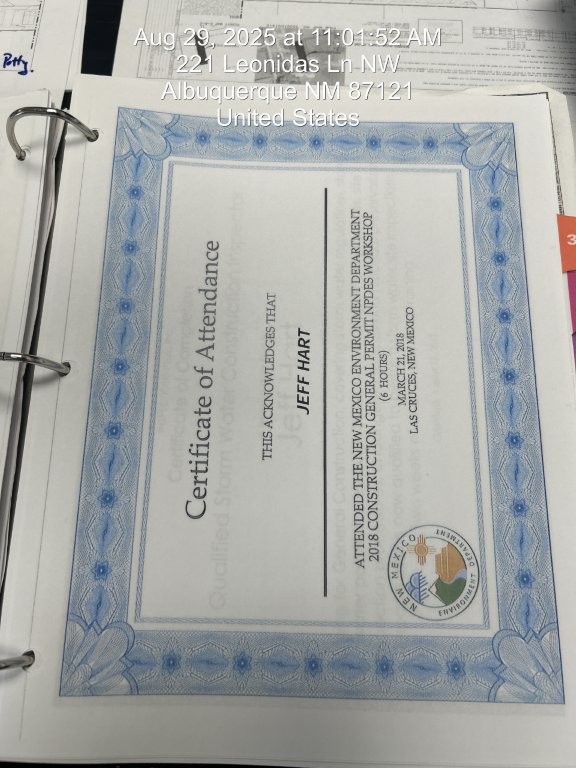 Aug 29, 2025 at 11:01:52 AM
221 Leonidas Ln NW
Albuquerque NM 87121
United States
Certificate of Attendance
THIS ACKNOWLEDGES THAT
JEFF HART
ATTENDED THE NEW MEXICO ENVIRONMENT DEPARTMENT
2018 CONSTRUCTION GENERAL PERMIT NPDES WORKSHOP
(6 HOURS)
MARCH 21, 2018
LAS CRUCES, NEW MEXICO
NEW MEXICO
ENVIRONMENT DEPARTMENT
3